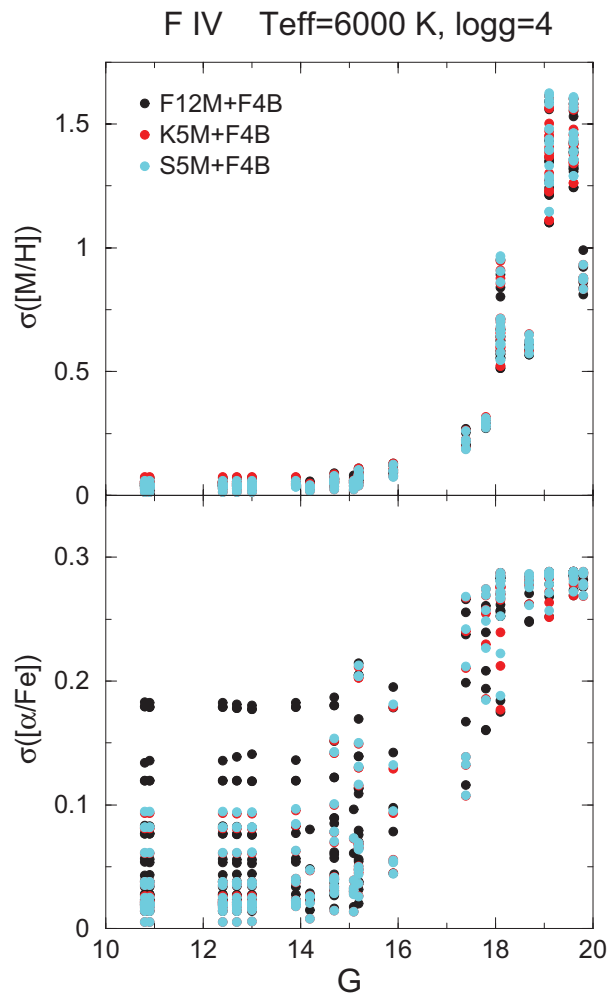 F IV Teff=6000 K, logg=4
F12M+F4B
K5M+F4B
S5M+F4B
σ([M/H])
1.5
1
0.5
0
σ([α/Fe])
0.3
0.2
0.1
0
10 12 14 16 18 20
G